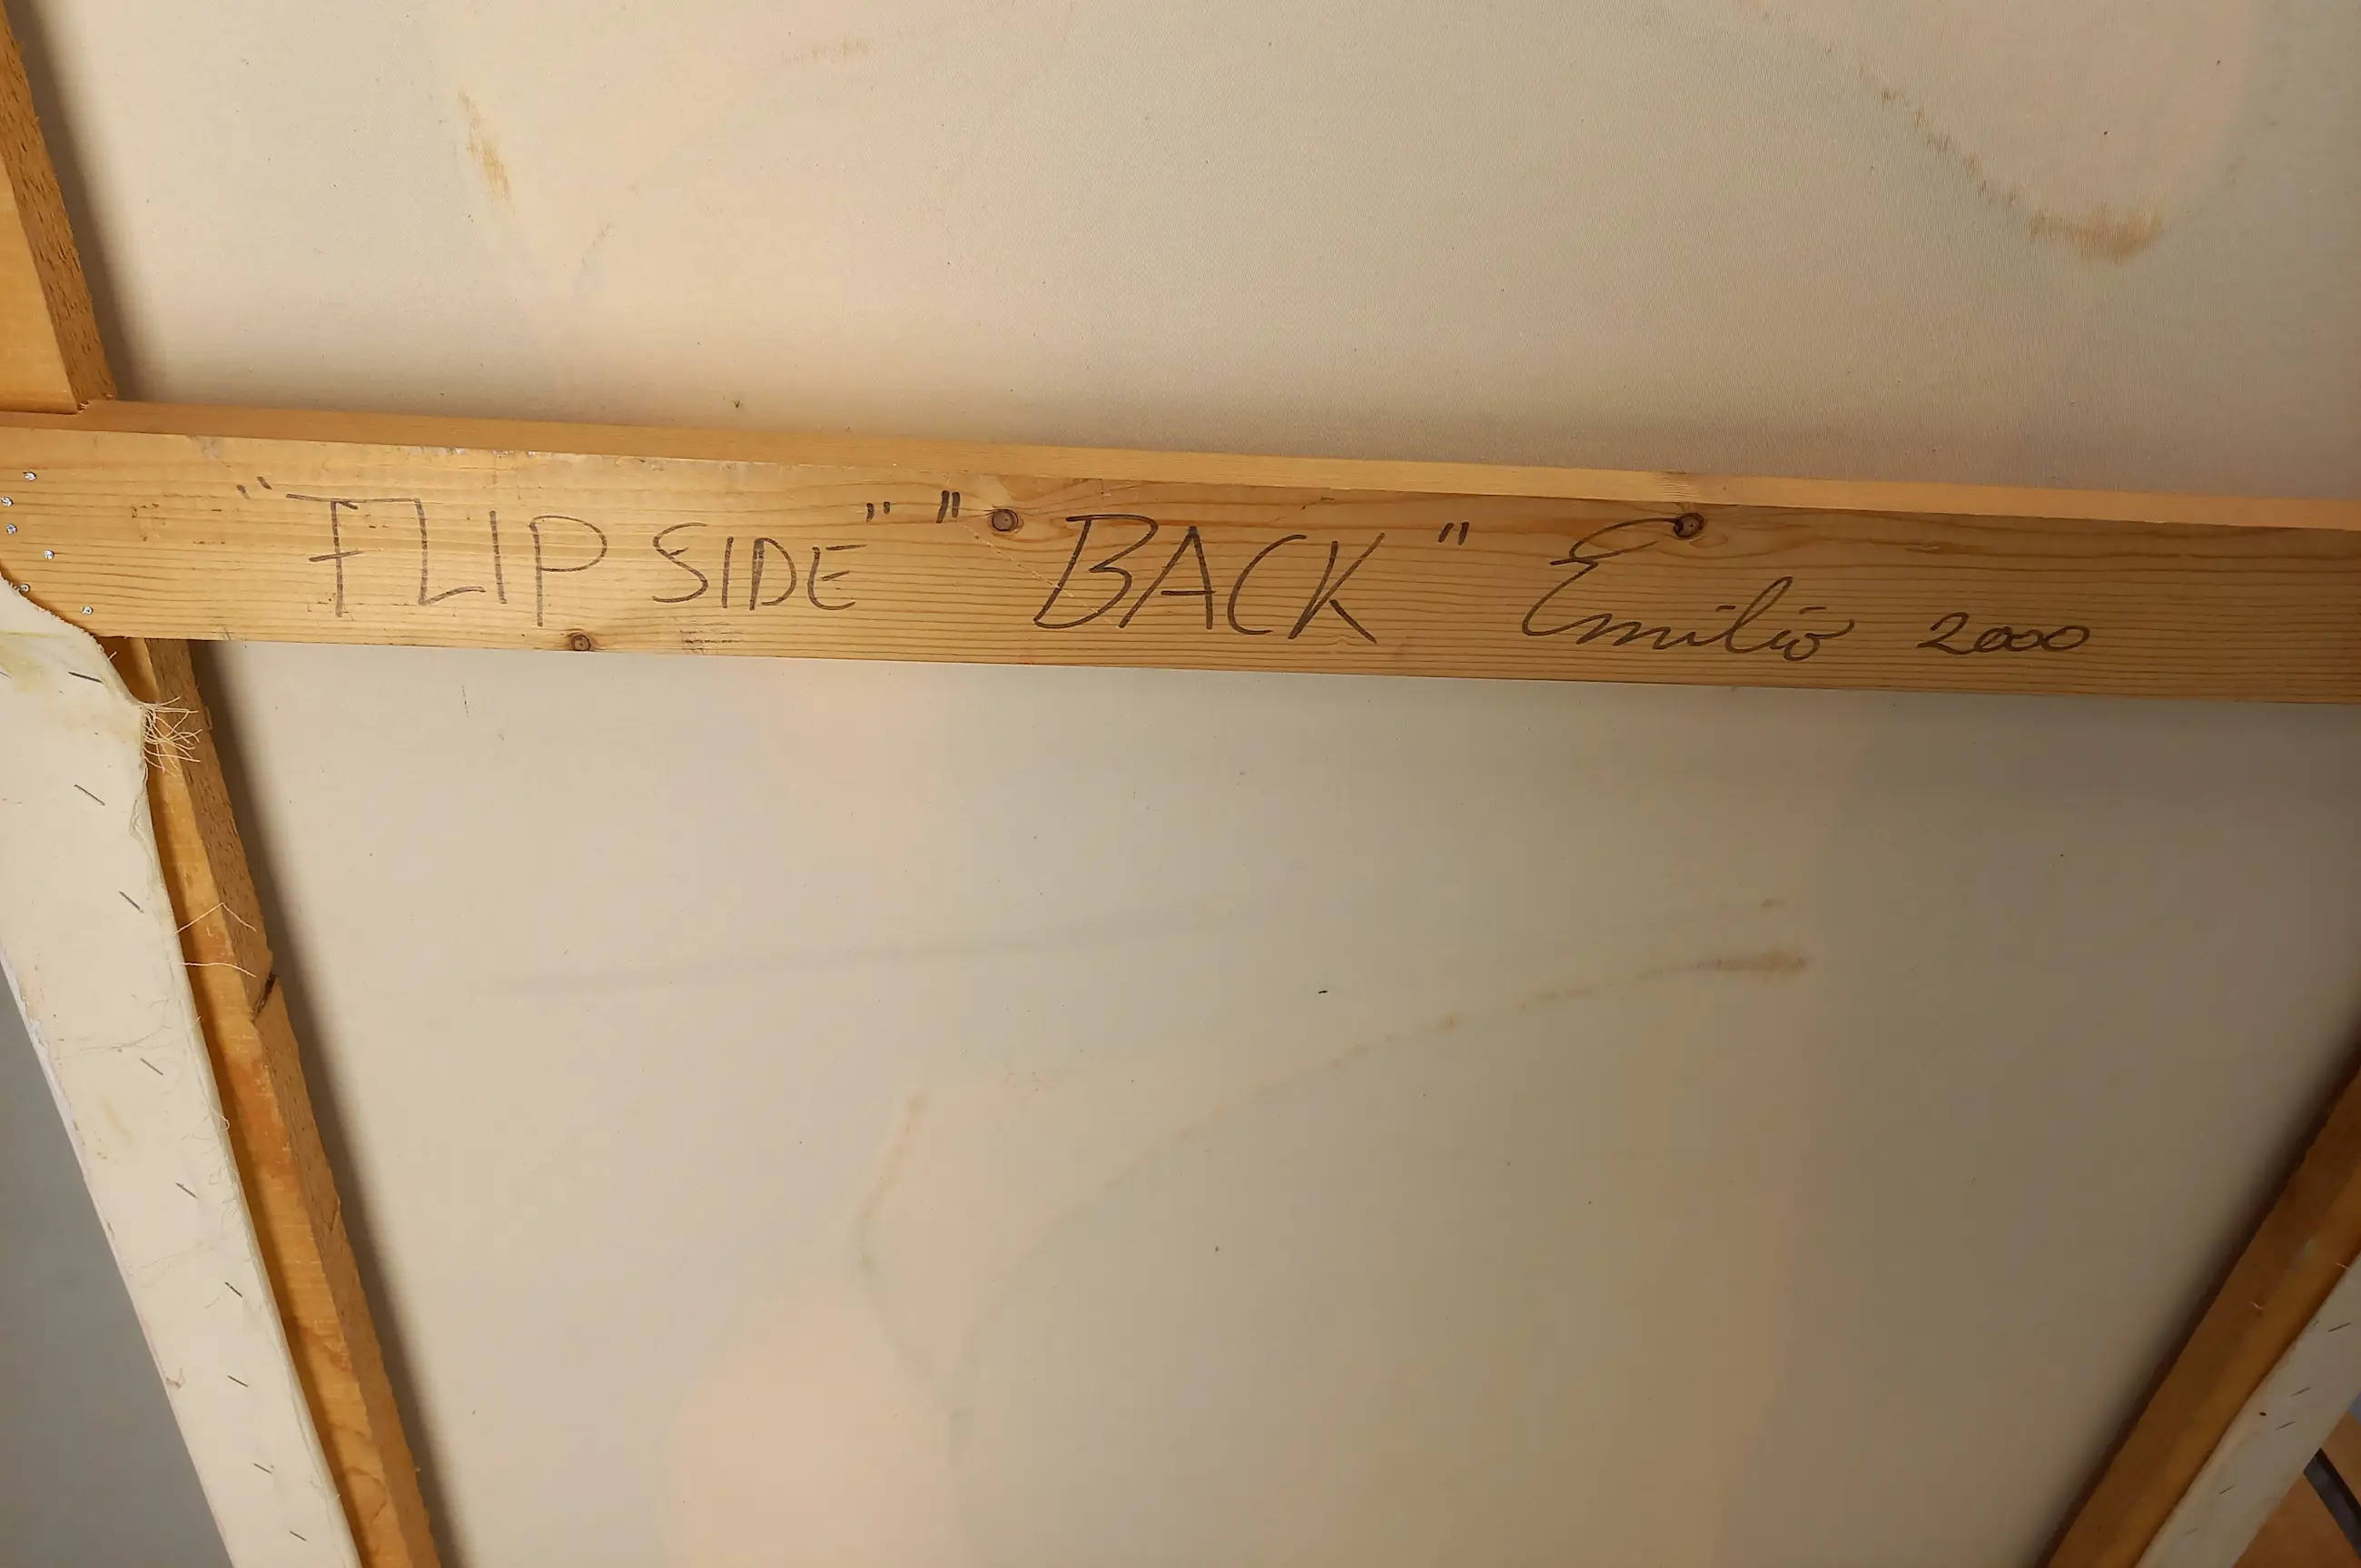 "FLIP SIDE" "BACK" Emilio 2000